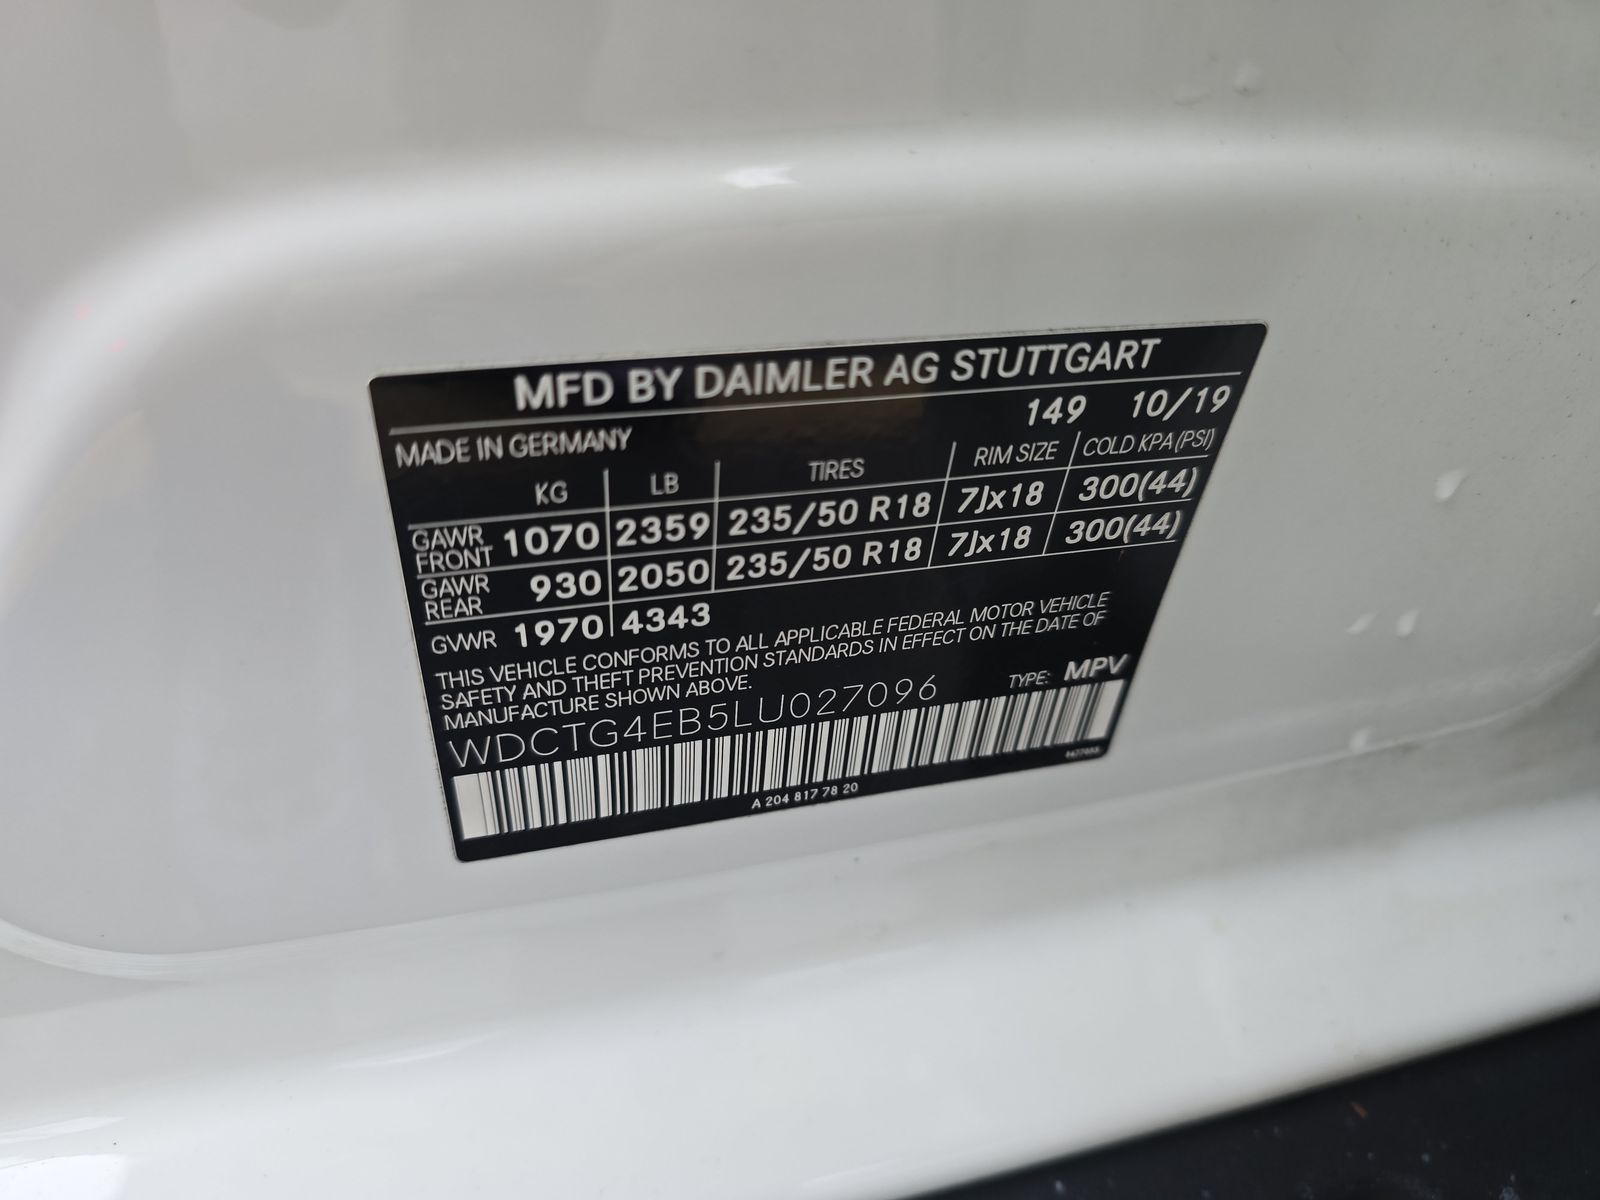 MFD BY DAIMLER AG STUTTGART
149 10/19
MADE IN GERMANY
KG LB TIRES RIM SIZE COLD KPA(PSI)
GAWR FRONT 1070 2359 235/50 R18 7Jx18 300(44)
GAWR REAR 930 2050 235/50 R18 7Jx18 300(44)
GVWR 1970 4343
THIS VEHICLE CONFORMS TO ALL APPLICABLE FEDERAL MOTOR VEHICLE
SAFETY AND THEFT PREVENTION STANDARDS IN EFFECT ON THE DATE OF
MANUFACTURE SHOWN ABOVE.
WDCTG4EB5LU027096 TYPE: MPV
A 204 817 78 20